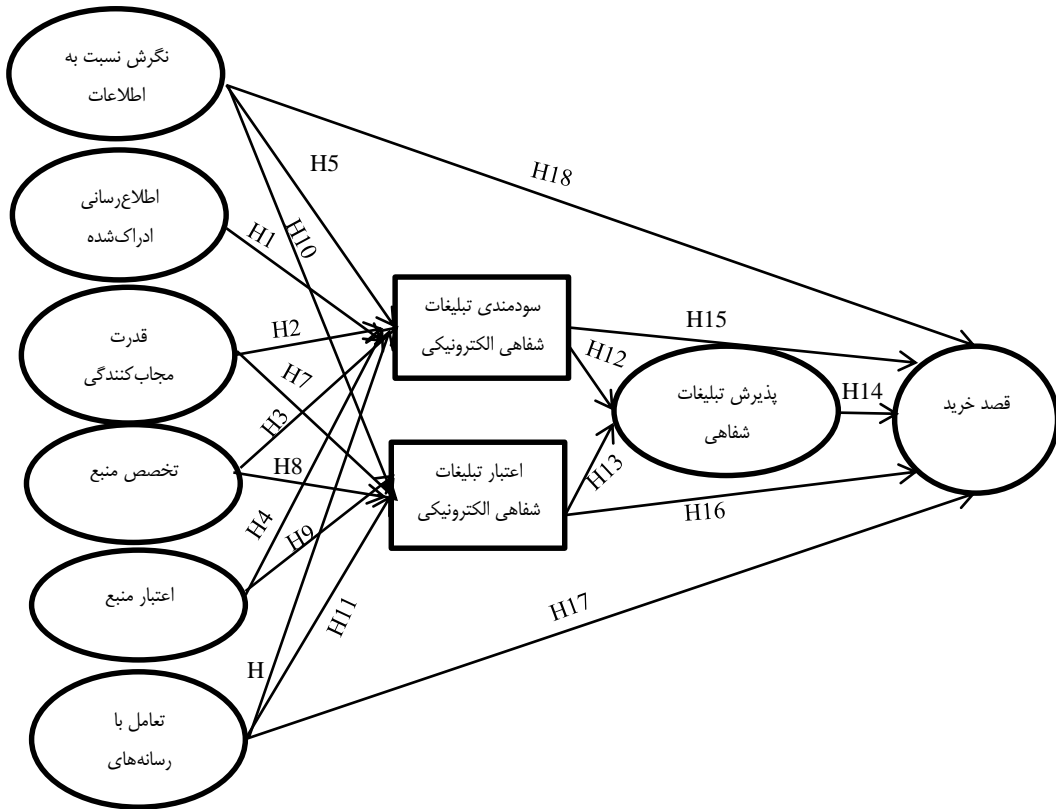 نگرش نسبت به
اطلاعات
اطلاع‌رسانی
ادراک‌شده
قدرت
مجاب‌کنندگی
تخصص منبع
اعتبار منبع
تعامل با
رسانه‌های
H5
H10
H1
H2
H7
H3
H8
H4
H9
H11
H
سودمندی تبلیغات
شفاهی الکترونیکی
اعتبار تبلیغات
شفاهی الکترونیکی
H18
H15
H12
H13
H16
H17
پذیرش تبلیغات
شفاهی
H14
قصد خرید